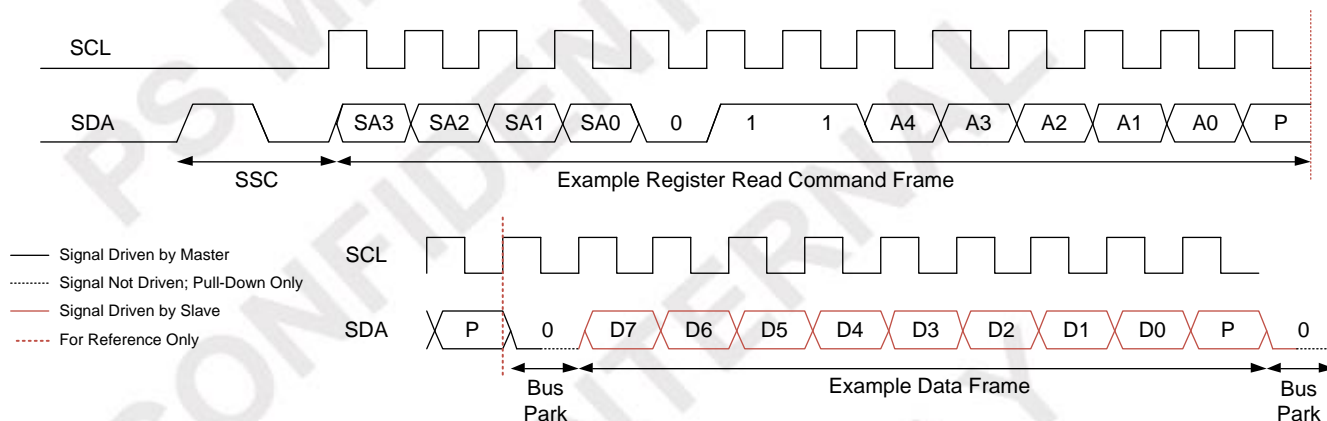 SCL
SDA SA3 SA2 SA1 SA0 0 1 1 A4 A3 A2 A1 A0 P
SSC Example Register Read Command Frame
Signal Driven by Master
Signal Not Driven; Pull-Down Only
Signal Driven by Slave
For Reference Only
SCL
SDA P 0 D7 D6 D5 D4 D3 D2 D1 D0 P 0
Bus Park Example Data Frame Bus Park